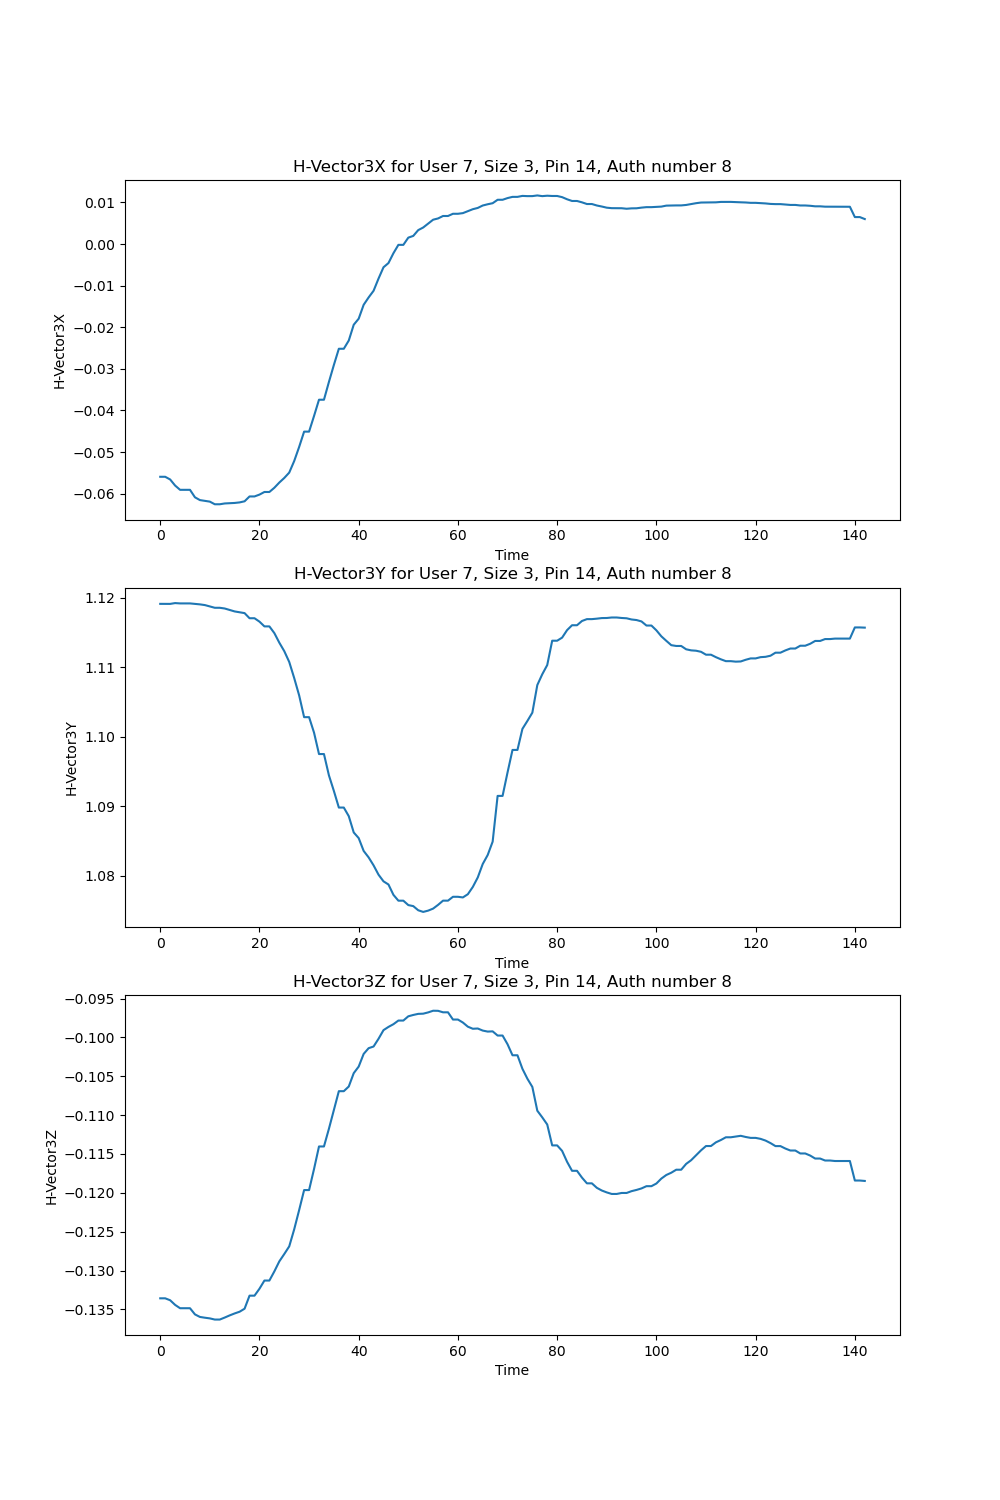 H-Vector3X for User 7, Size 3, Pin 14, Auth number 8
0.01
0.00
−0.01
−0.02
−0.03
−0.04
−0.05
−0.06
H-Vector3X
0 20 40 60 80 100 120 140
Time
H-Vector3Y for User 7, Size 3, Pin 14, Auth number 8
1.12
1.11
1.10
1.09
1.08
H-Vector3Y
0 20 40 60 80 100 120 140
Time
H-Vector3Z for User 7, Size 3, Pin 14, Auth number 8
−0.095
−0.100
−0.105
−0.110
−0.115
−0.120
−0.125
−0.130
−0.135
H-Vector3Z
0 20 40 60 80 100 120 140
Time